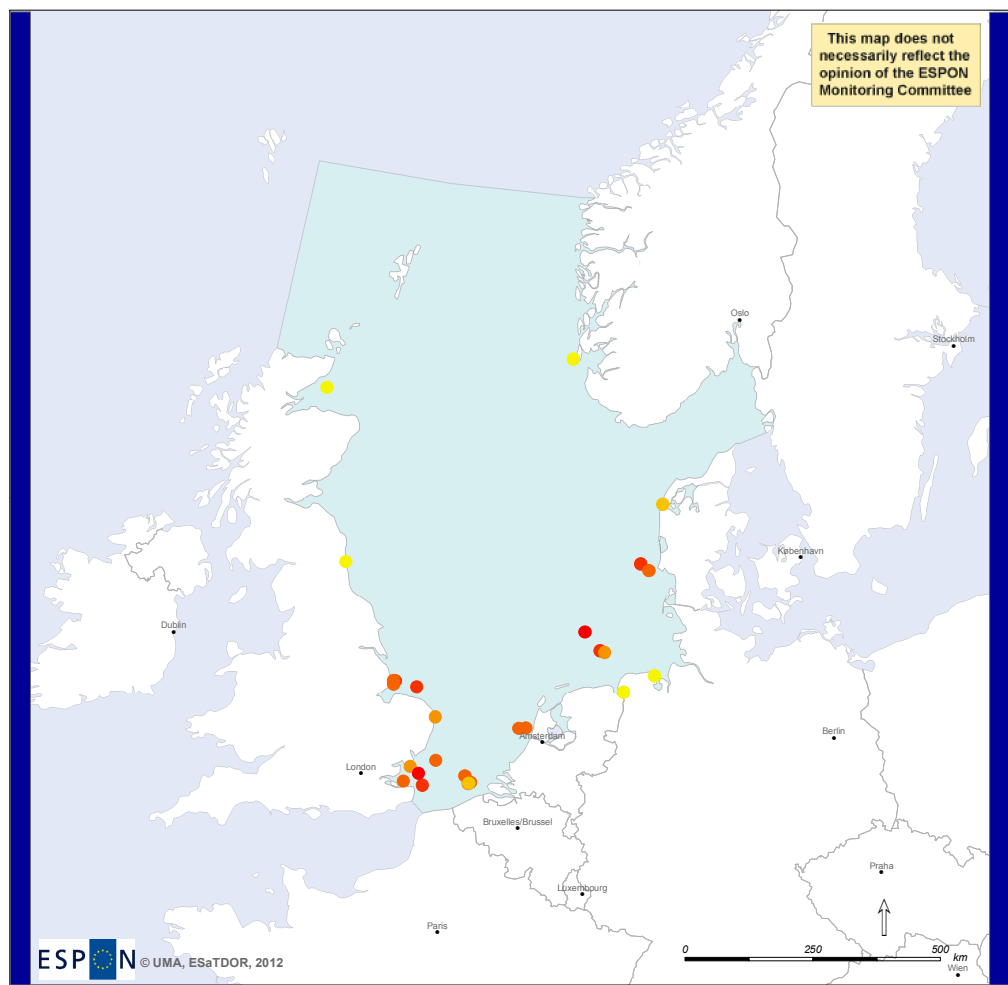 This map does not
necessarily reflect the
opinion of the ESPON
Monitoring Committee
Oslo
Stockholm
København
Dublin
Berlin
Amsterdam
London
Bruxelles/Brussel
Praha
Luxembourg
Paris
0 250 500
km
Wien
ESPON © UMA, ESaTDOR, 2012